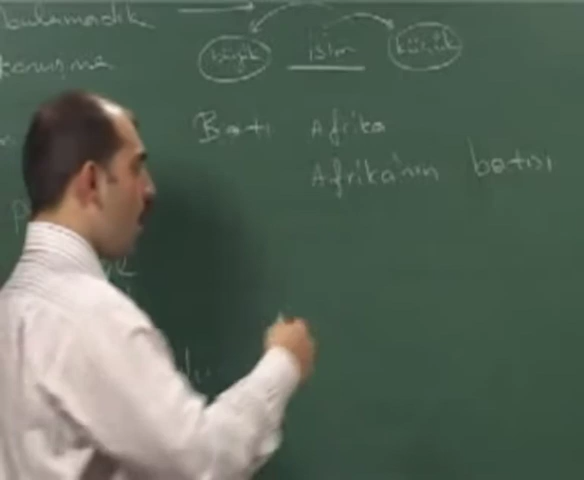 bulamadık
büyük isim küçük
konuşma
Batı Afrika
Afrika'nın batısı